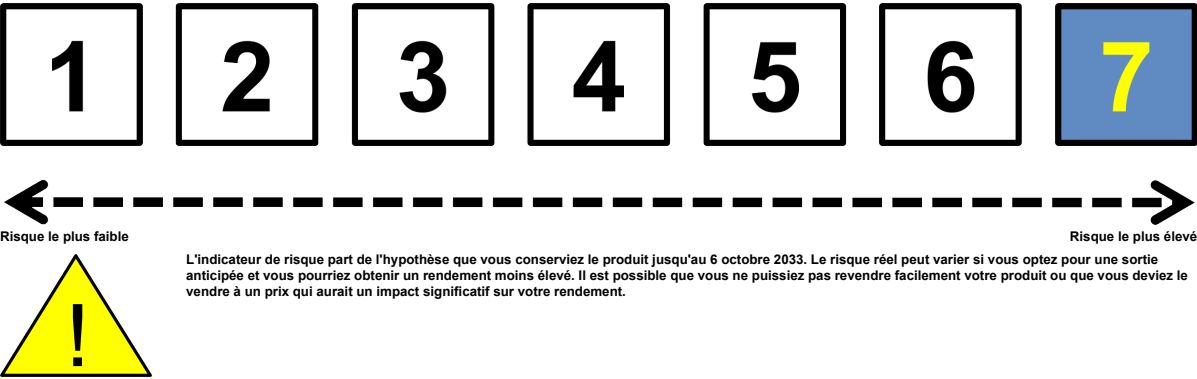 1 2 3 4 5 6 7
Risque le plus faible Risque le plus élevé
L'indicateur de risque part de l'hypothèse que vous conserviez le produit jusqu'au 6 octobre 2033. Le risque réel peut varier si vous optez pour une sortie
anticipée et vous pourriez obtenir un rendement moins élevé. Il est possible que vous ne puissiez pas revendre facilement votre produit ou que vous deviez le
vendre à un prix qui aurait un impact significatif sur votre rendement.
!